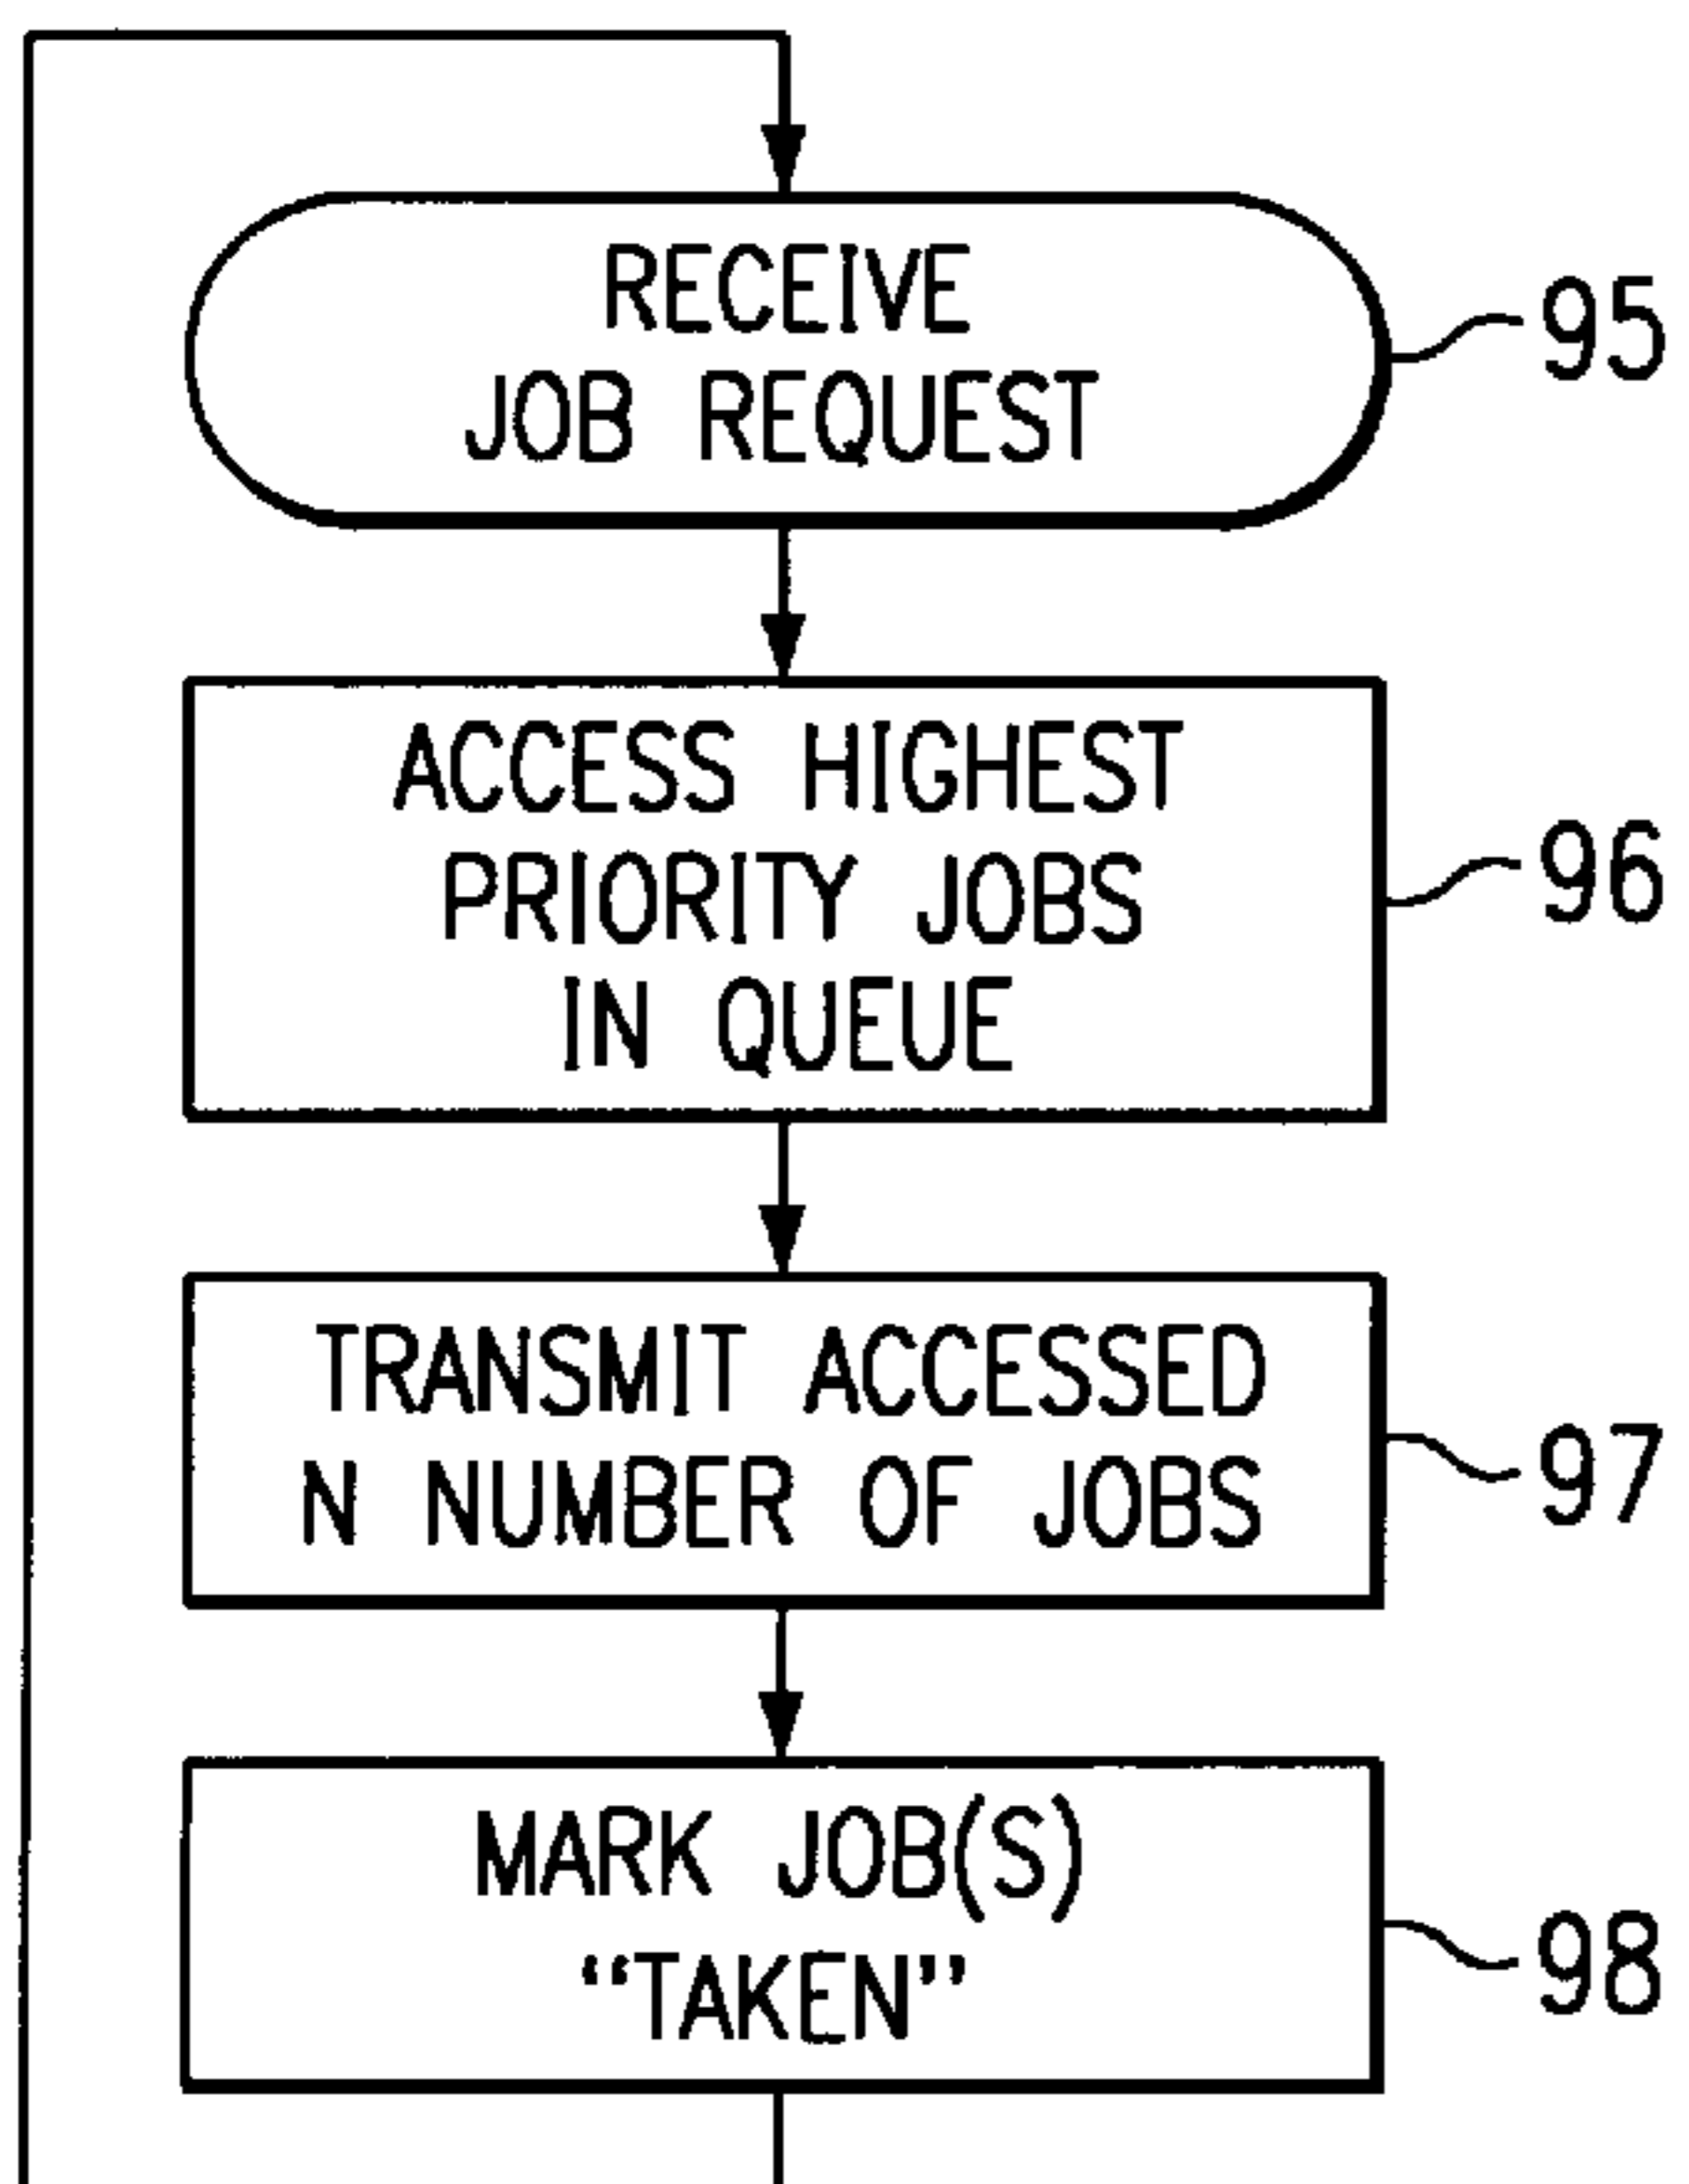 RECEIVE
JOB REQUEST
95
ACCESS HIGHEST
PRIORITY JOBS
IN QUEUE
96
TRANSMIT ACCESSED
N NUMBER OF JOBS
97
MARK JOB(S)
“TAKEN”
98